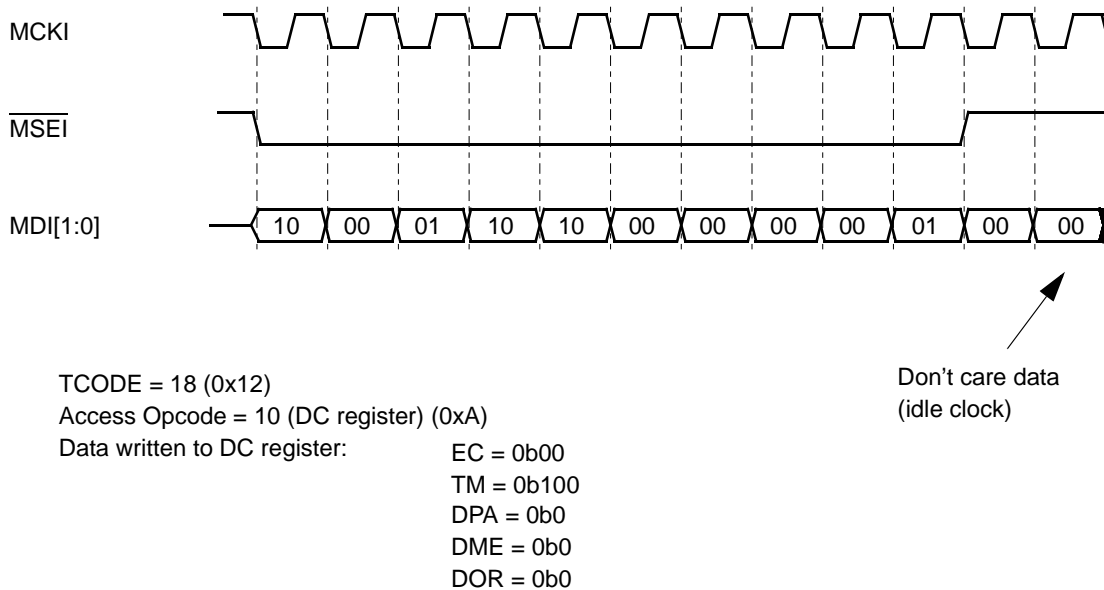 MCKI
MSEI
MDI[1:0]
10 00 01 10 10 00 00 00 00 01 00 00
Don't care data
(idle clock)
TCODE = 18 (0x12)
Access Opcode = 10 (DC register) (0xA)
Data written to DC register:
EC = 0b00
TM = 0b100
DPA = 0b0
DME = 0b0
DOR = 0b0